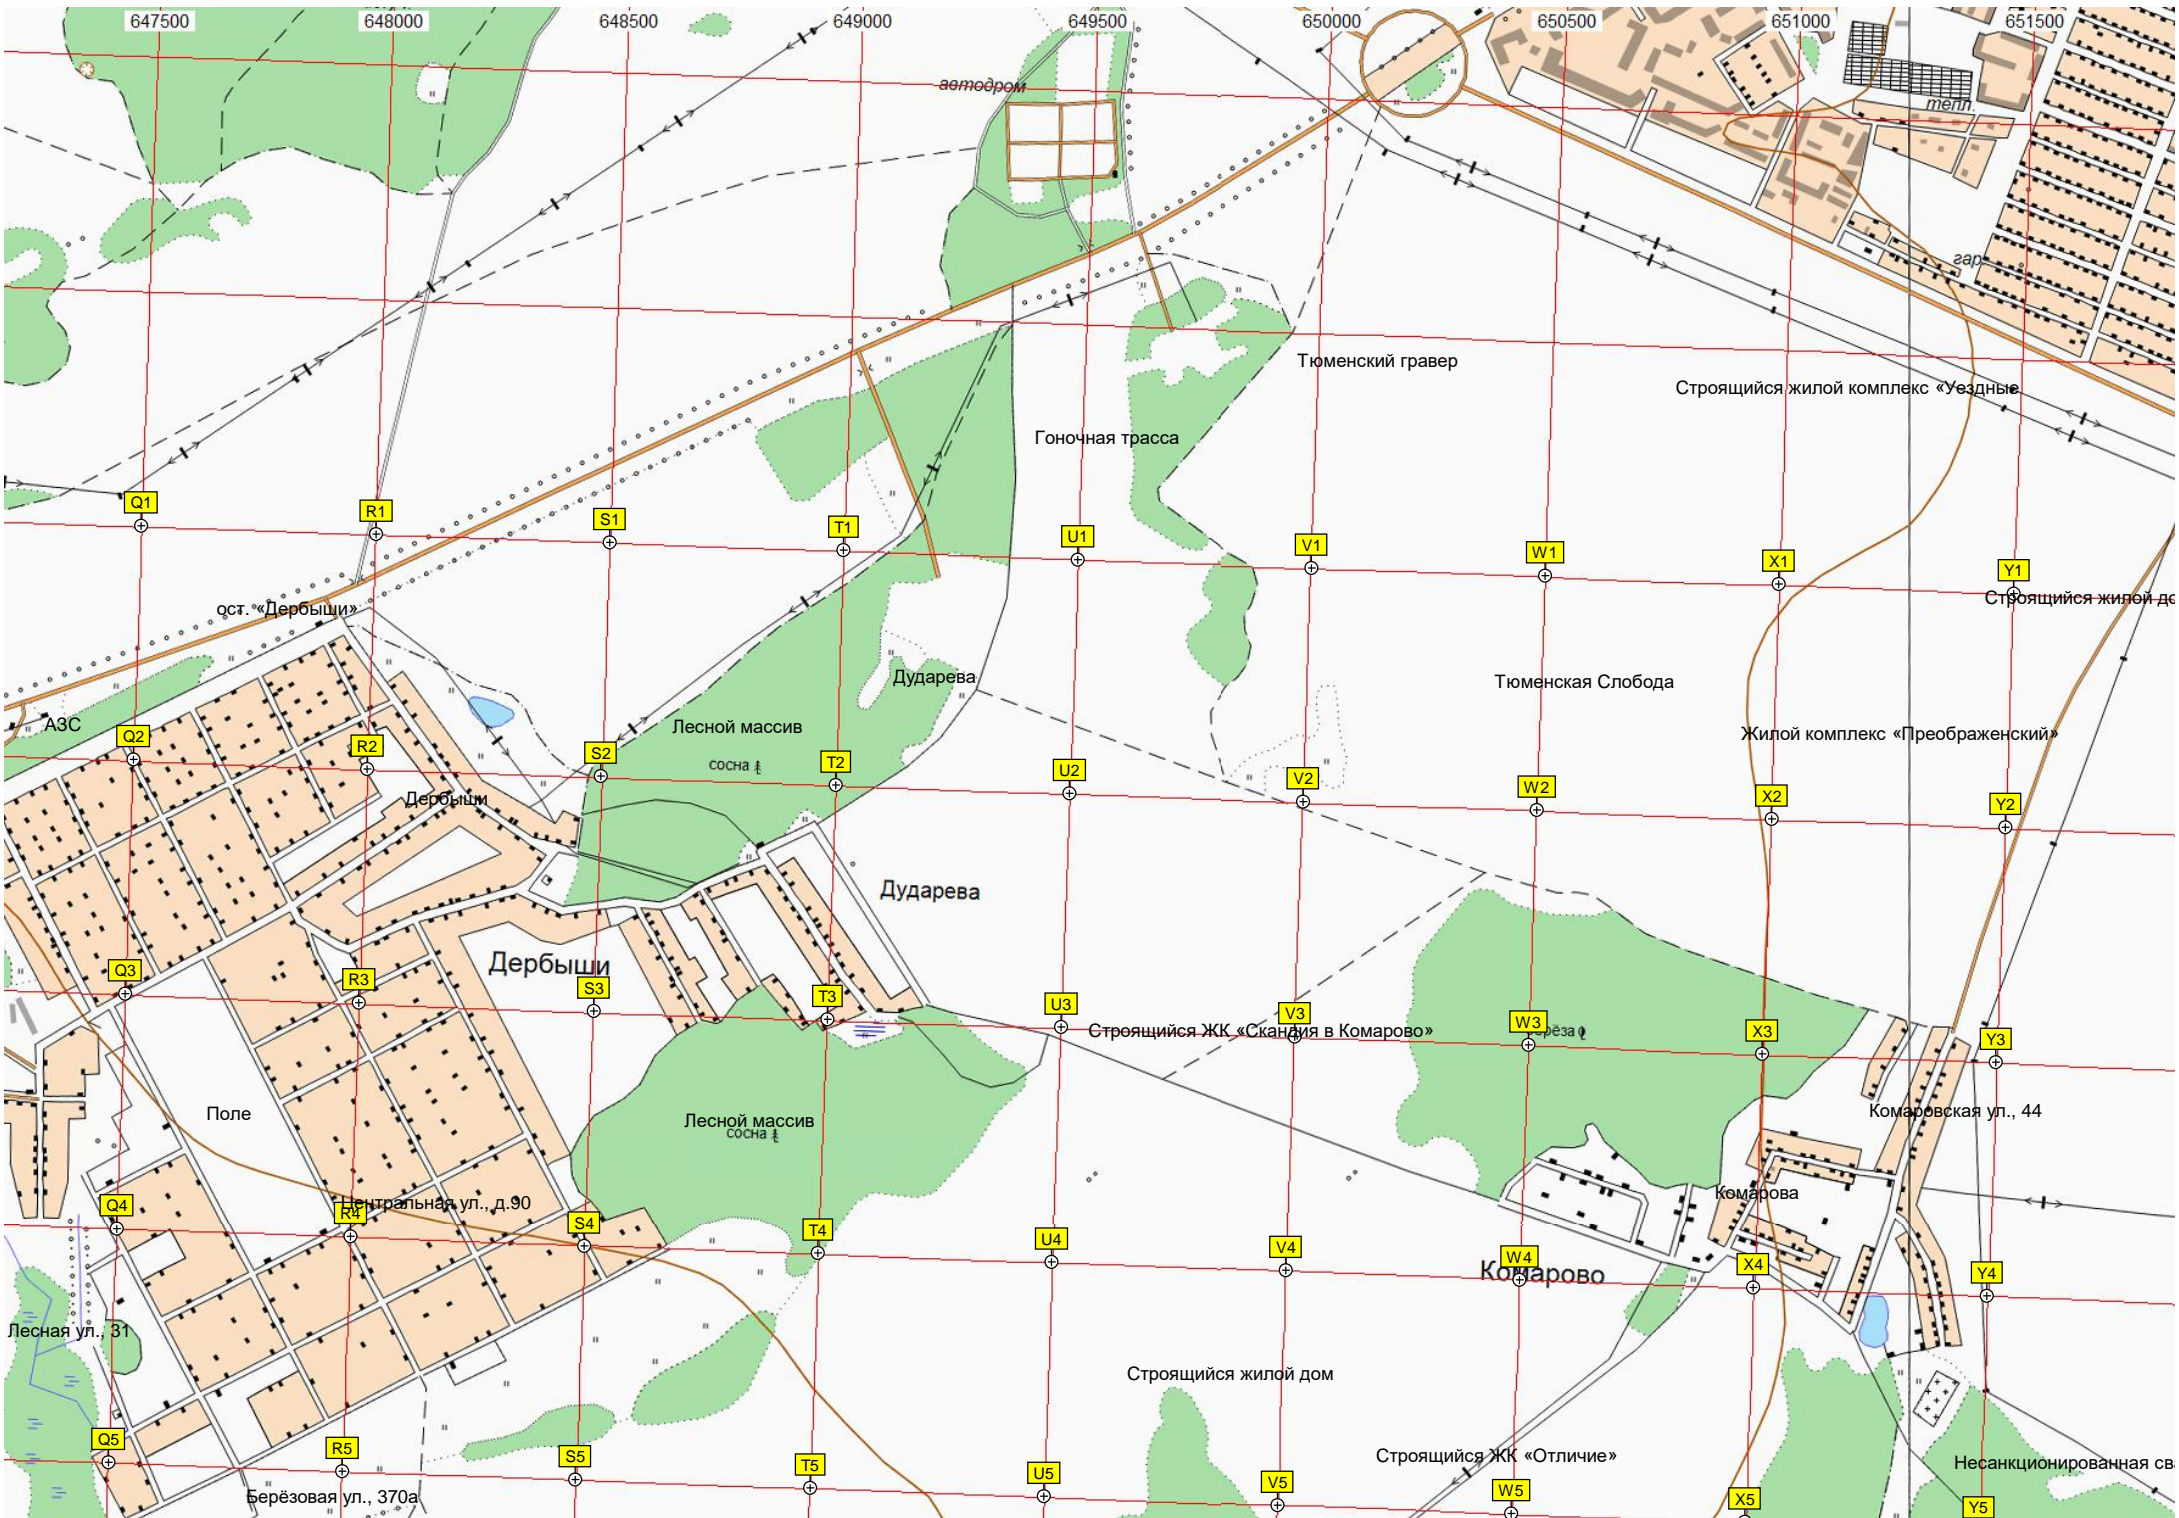 647500 648000 648500 649000 649500 650000 650500 651000 651500
автодром
тепл.
гар.
Тюменский гравер
Строящийся жилой комплекс «Уездные
Гоночная трасса
Q1 R1 S1 T1 U1 V1 W1 X1 Y1
ост. «Дербыши»
Строящийся жилой до
Дударева
Тюменская Слобода
АЗС
Лесной массив
Жилой комплекс «Преображенский»
Q2 R2 S2 T2 U2 V2 W2 X2 Y2
сосна
Дербыши
Дударева
Дербыши
Q3 R3 S3 T3 U3 V3 W3 X3 Y3
Строящийся ЖК «Скандия в Комарово»
Поле
Лесной массив
сосна
Комаровская ул., 44
Комарова
Центральная ул., д.90
Q4 R4 S4 T4 U4 V4 W4 X4 Y4
Комарово
Лесная ул., 31
Строящийся жилой дом
Строящийся ЖК «Отличие»
Несанкционированная св
Q5 R5 S5 T5 U5 V5 W5 X5 Y5
Берёзовая ул., 370а